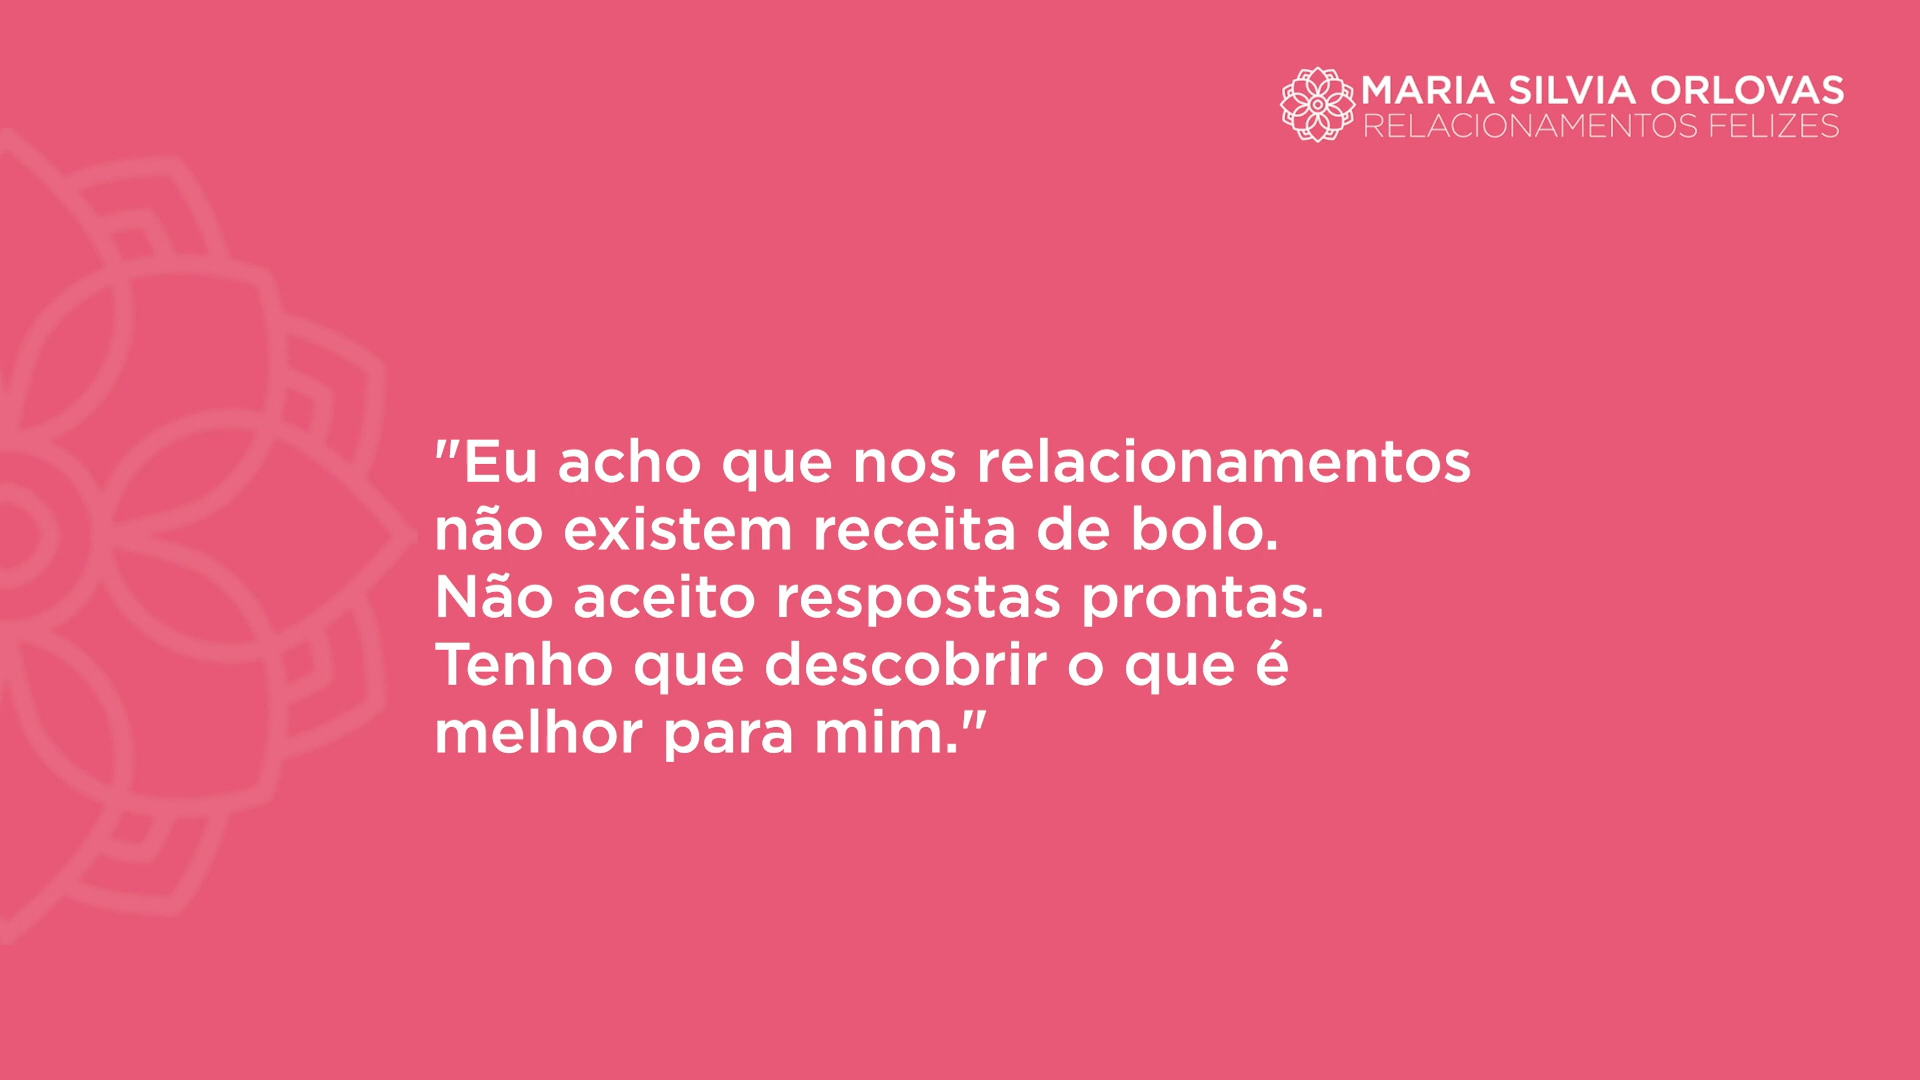 MARIA SILVIA ORLOVAS
RELACIONAMENTOS FELIZES
"Eu acho que nos relacionamentos
não existem receita de bolo.
Não aceito respostas prontas.
Tenho que descobrir o que é
melhor para mim."